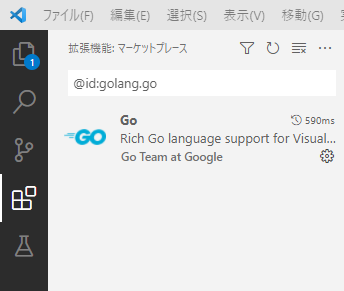 ファイル(F) 編集(E) 選択(S) 表示(V) 移動(G)
拡張機能: マーケットプレース
1
@id:golang.go
Go 590ms
GO Rich Go language support for Visual...
Go Team at Google